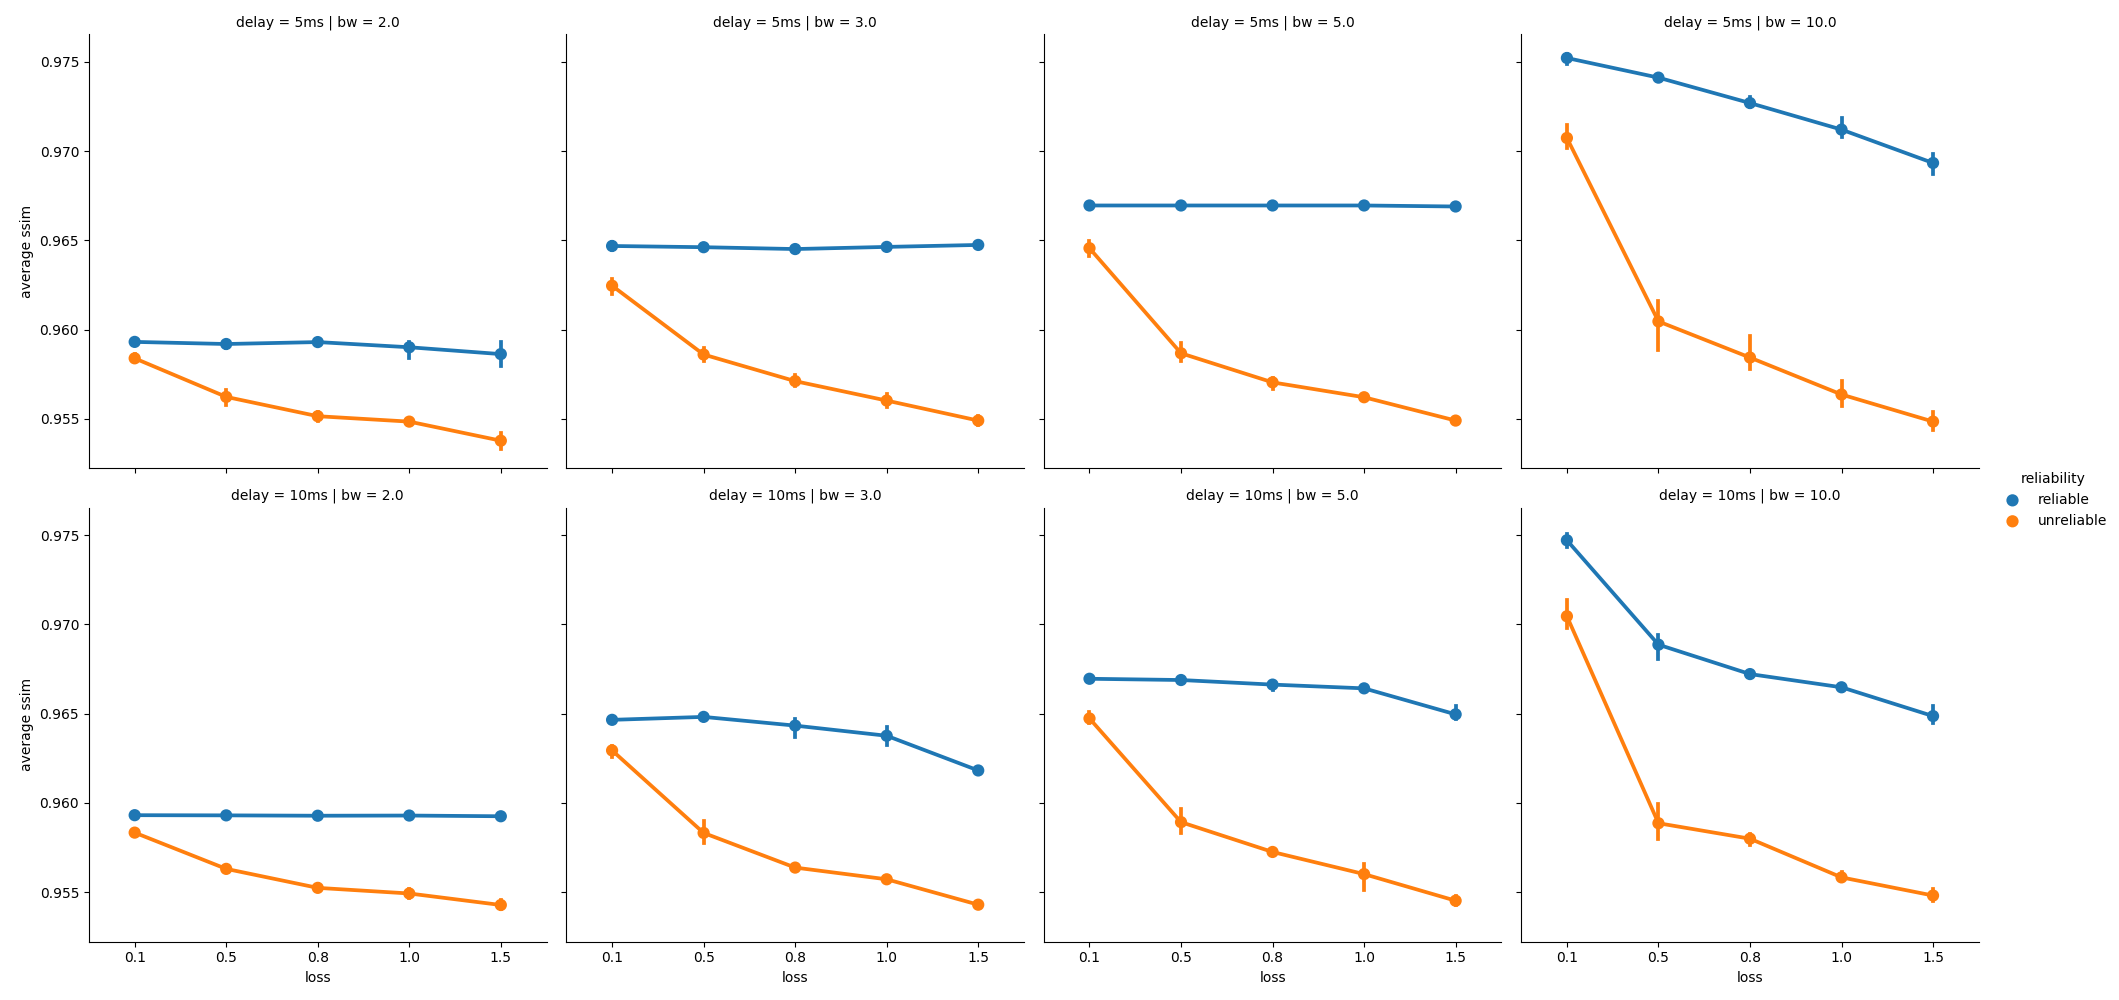 delay = 5ms | bw = 2.0
delay = 5ms | bw = 3.0
delay = 5ms | bw = 5.0
delay = 5ms | bw = 10.0
0.975
0.970
0.965
0.960
0.955
average ssim
reliability
reliable
unreliable
delay = 10ms | bw = 2.0
delay = 10ms | bw = 3.0
delay = 10ms | bw = 5.0
delay = 10ms | bw = 10.0
0.975
0.970
0.965
0.960
0.955
average ssim
0.1 0.5 0.8 1.0 1.5
loss
0.1 0.5 0.8 1.0 1.5
loss
0.1 0.5 0.8 1.0 1.5
loss
0.1 0.5 0.8 1.0 1.5
loss